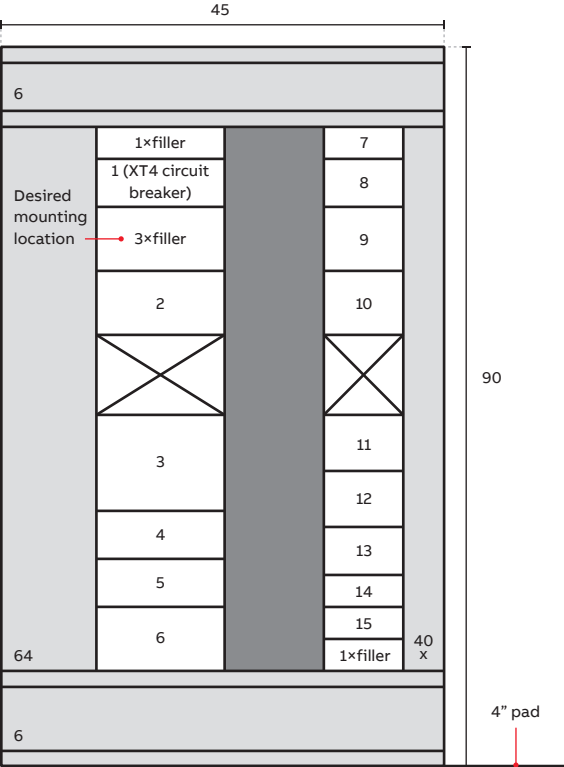 45
6
1×filler
1 (XT4 circuit
breaker)
Desired
mounting
location
3×filler
2
3
4
5
6
64
7
8
9
10
11
12
13
14
15
1×filler
40
x
90
6
4” pad